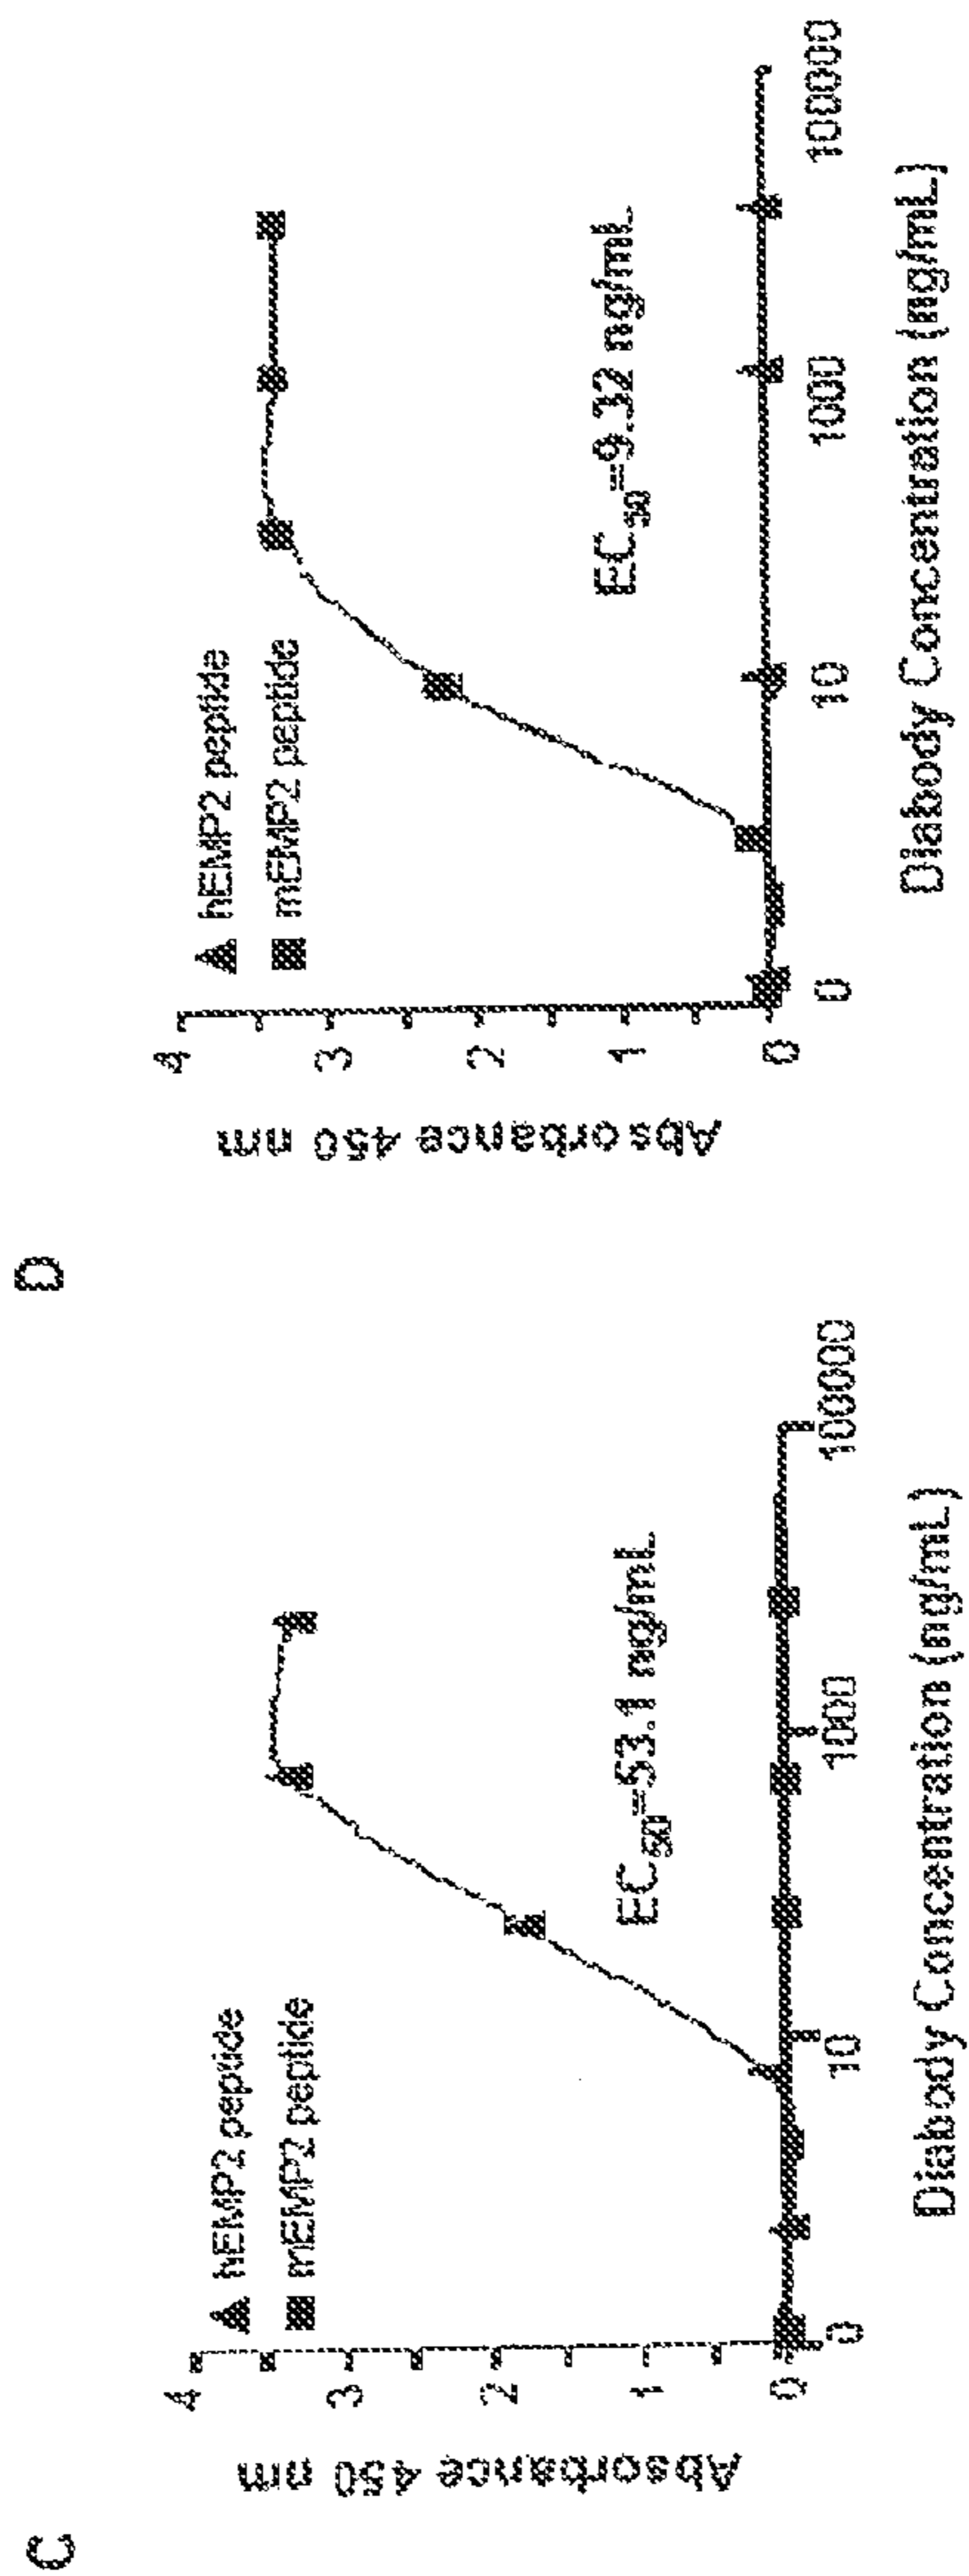 C
hEMP2 peptide
mEMP2 peptide
4
3
2
1
0
Absorbance 450 nm
EC50=53.1 ng/mL
0
10
1000
100000
Diabody Concentration (ng/mL)
D
hEMP2 peptide
mEMP2 peptide
4
3
2
1
0
Absorbance 450 nm
EC50=9.32 ng/mL
0
10
1000
100000
Diabody Concentration (ng/mL)